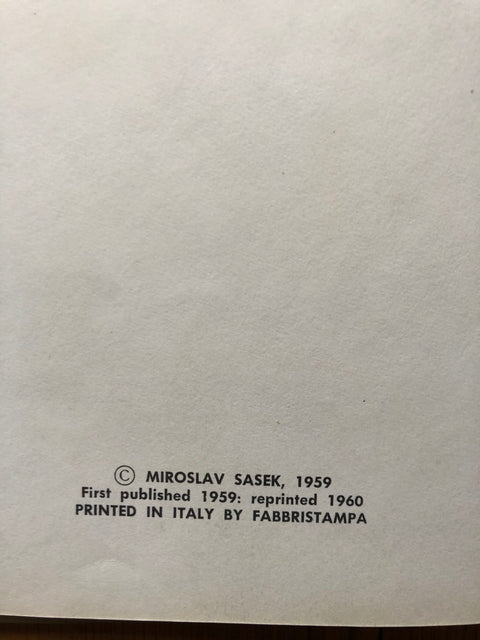 © MIROSLAV SASEK, 1959
First published 1959: reprinted 1960
PRINTED IN ITALY BY FABBRISTAMPA